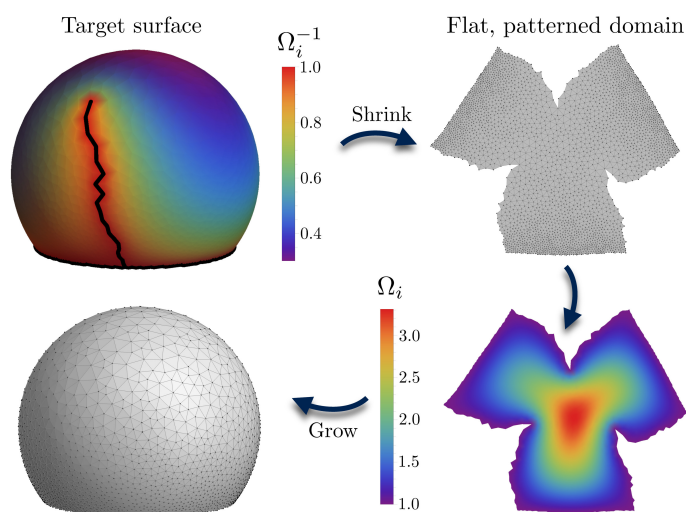 Target surface
Flat, patterned domain
Ω_i^{-1}
1.0
0.8
0.6
0.4
Shrink
Ω_i
3.0
2.5
2.0
1.5
1.0
Grow